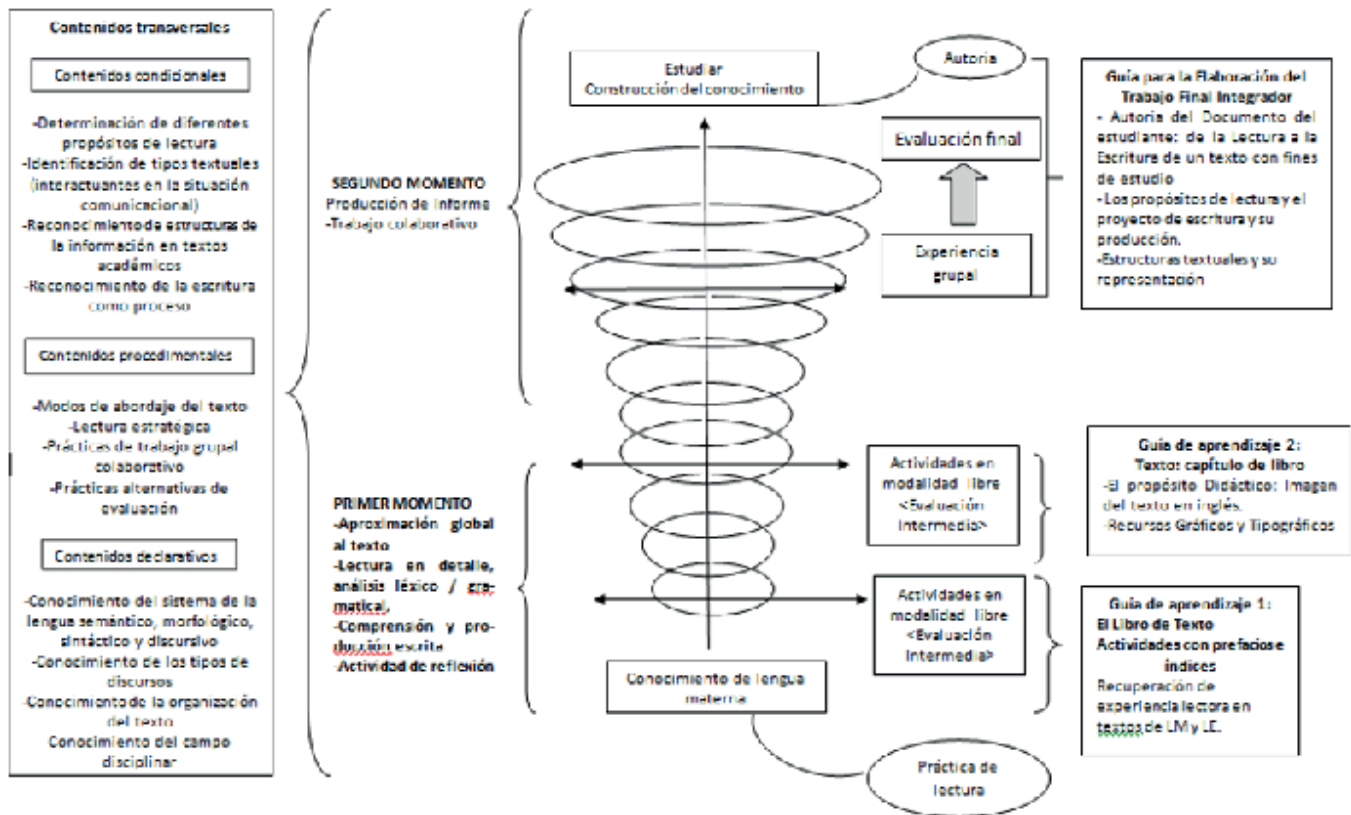 Contenidos transversales
Contenidos condicionales
-Determinación de diferentes
propósitos de lectura
-Identificación de tipos textuales
(interactuantes en la situación
comunicacional)
-Reconocimiento de estructuras de
la información en textos
académicos
-Reconocimiento de la escritura
como proceso
Contenidos procedimentales
-Modos de abordaje del texto
-Lectura estratégica
-Prácticas de trabajo grupal
colaborativo
-Prácticas alternativas de
evaluación
Contenidos declarativos
-Conocimiento del sistema de la
lengua semántico, morfológico,
sintáctico y discursivo
-Conocimiento de los tipos de
discursos
-Conocimiento de la organización
del texto
Conocimiento del campo
disciplinar
SEGUNDO MOMENTO
Producción de Informe
-Trabajo colaborativo
PRIMER MOMENTO
-Aproximación global
al texto
-Lectura en detalle,
análisis léxico / gra-
matical,
-Comprensión y pro-
ducción escrita
-Actividad de reflexión
Estudiar
Construcción del conocimiento
Conocimiento de lengua
materna
Autoría
Evaluación final
Experiencia
grupal
Actividades en
modalidad libre
<Evaluación
Intermedia>
Actividades en
modalidad libre
<Evaluación
Intermedia>
Práctica de
lectura
Guía para la Elaboración del
Trabajo Final Integrador
- Autoría del Documento del
estudiante: de la Lectura a la
Escritura de un texto con fines
de estudio
-Los propósitos de lectura y el
proyecto de escritura y su
producción.
-Estructuras textuales y su
representación
Guía de aprendizaje 2:
Texto: capítulo de libro
-El propósito Didáctico: Imagen
del texto en inglés.
-Recursos Gráficos y Tipográficos
Guía de aprendizaje 1:
El Libro de Texto
Actividades con prefacios e
índices
Recuperación de
experiencia lectora en
textos de LM y LE.